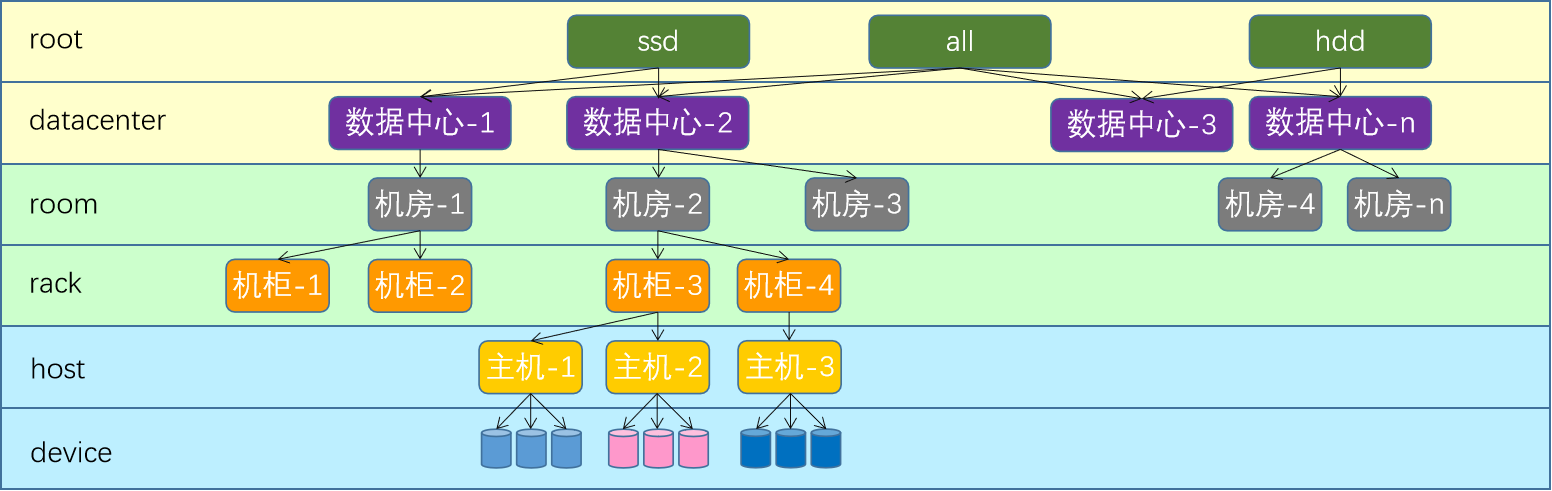 root
ssd
all
hdd
datacenter
数据中心-1
数据中心-2
数据中心-3
数据中心-n
room
机房-1
机房-2
机房-3
机房-4
机房-n
rack
机柜-1
机柜-2
机柜-3
机柜-4
host
主机-1
主机-2
主机-3
device